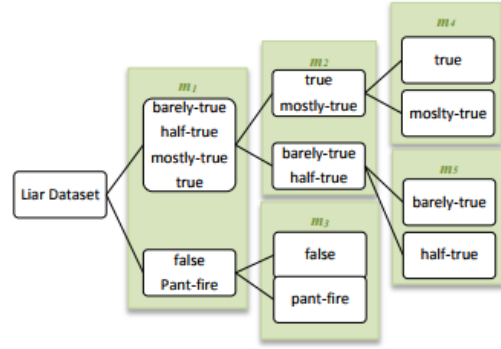 Liar Dataset
m1
barely-true
half-true
mostly-true
true
false
Pant-fire
m2
true
mostly-true
barely-true
half-true
m3
false
pant-fire
m4
true
moslty-true
m5
barely-true
half-true